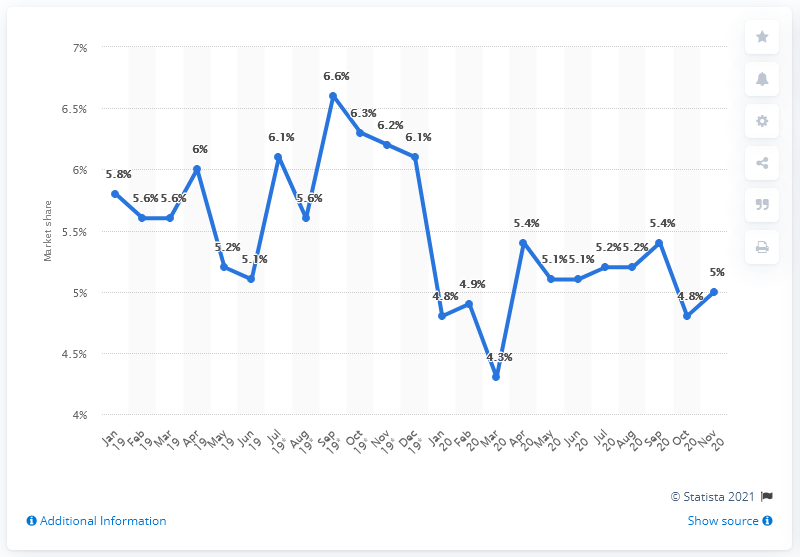 7%
6.5%
6%
5.5%
5%
4.5%
4%
Market share
5.8%
5.6%
5.6%
6%
5.2%
5.1%
6.1%
5.6%
6.6%
6.3%
6.2%
6.1%
4.8%
4.9%
4.3%
5.4%
5.1%
5.1%
5.2%
5.2%
5.4%
4.8%
5%
Jan 19
Feb 19
Mar 19
Apr 19
May 19
Jun 19
Jul 19*
Aug 19*
Sep 19*
Oct 19*
Nov 19*
Dec 19*
Jan 20
Feb 20
Mar 20
Apr 20
May 20
Jun 20
Jul 20
Aug 20
Sep 20
Oct 20
Nov 20
© Statista 2021
Additional Information
Show source